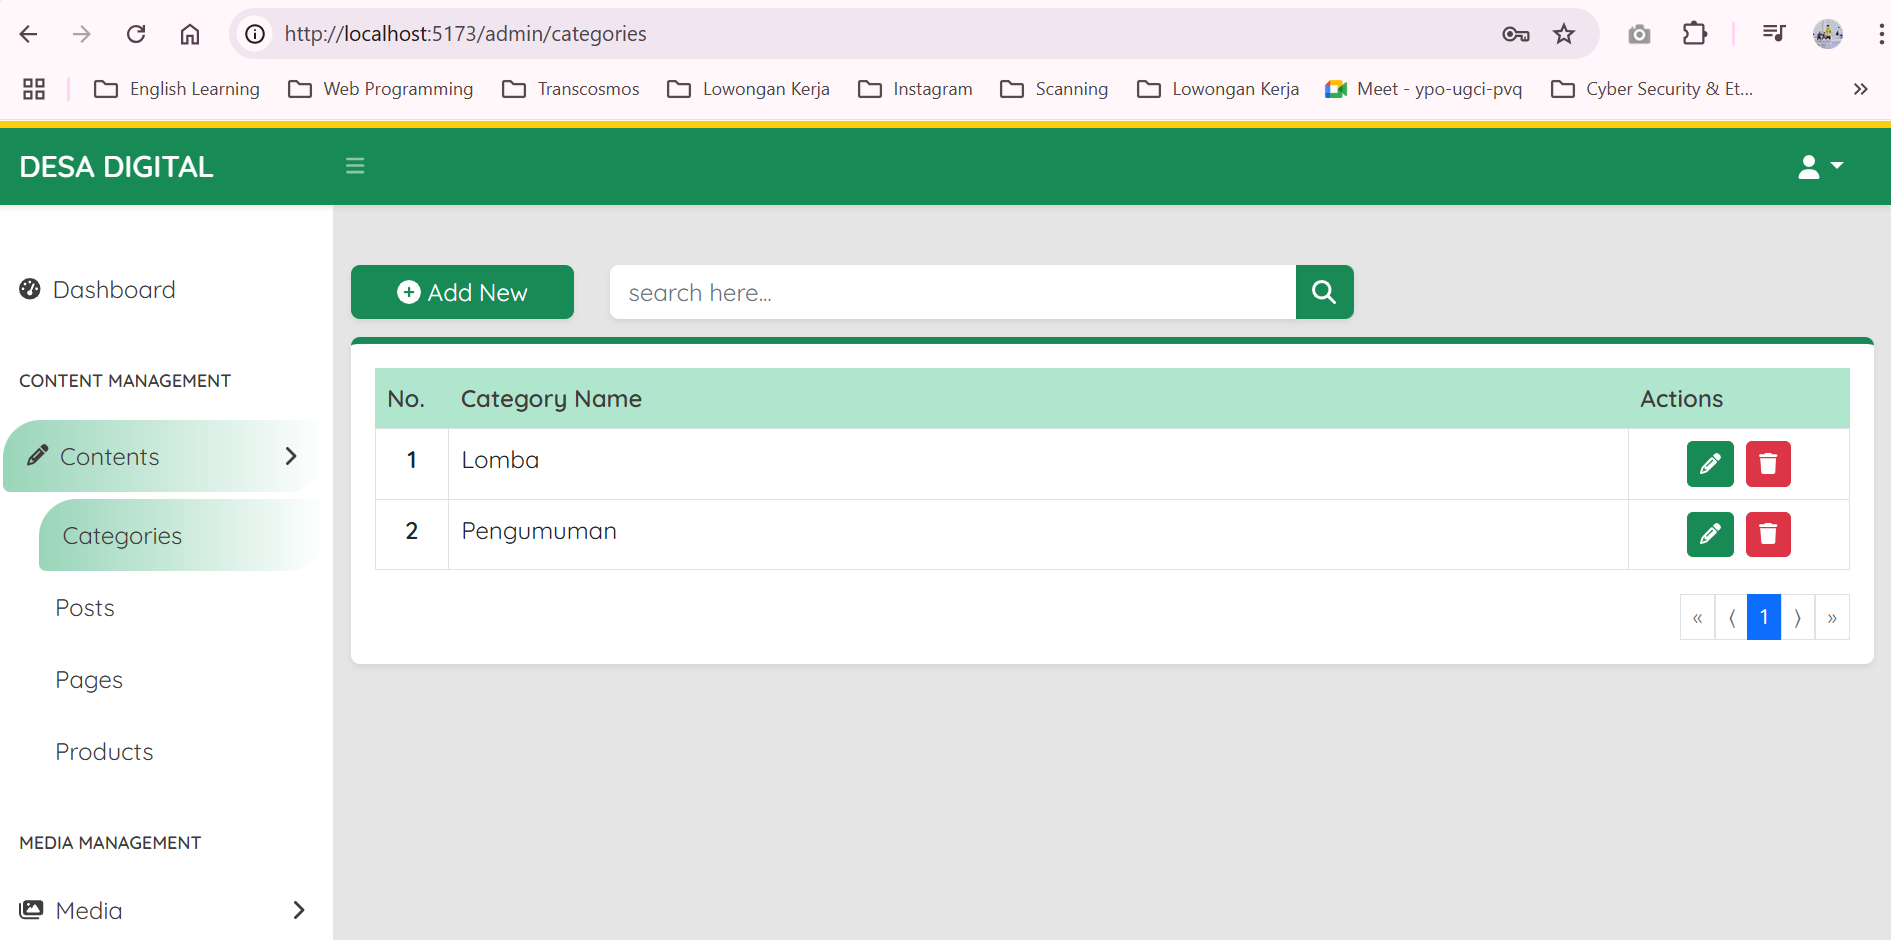 http://localhost:5173/admin/categories
English Learning
Web Programming
Transcosmos
Lowongan Kerja
Instagram
Scanning
Lowongan Kerja
Meet - ypo-ugci-pvq
Cyber Security & Et...
»
DESA DIGITAL
Dashboard
CONTENT MANAGEMENT
Contents
Categories
Posts
Pages
Products
MEDIA MANAGEMENT
Media
Add New
search here...
No. Category Name Actions
1 Lomba
2 Pengumuman
« ⟨ 1 ⟩ »